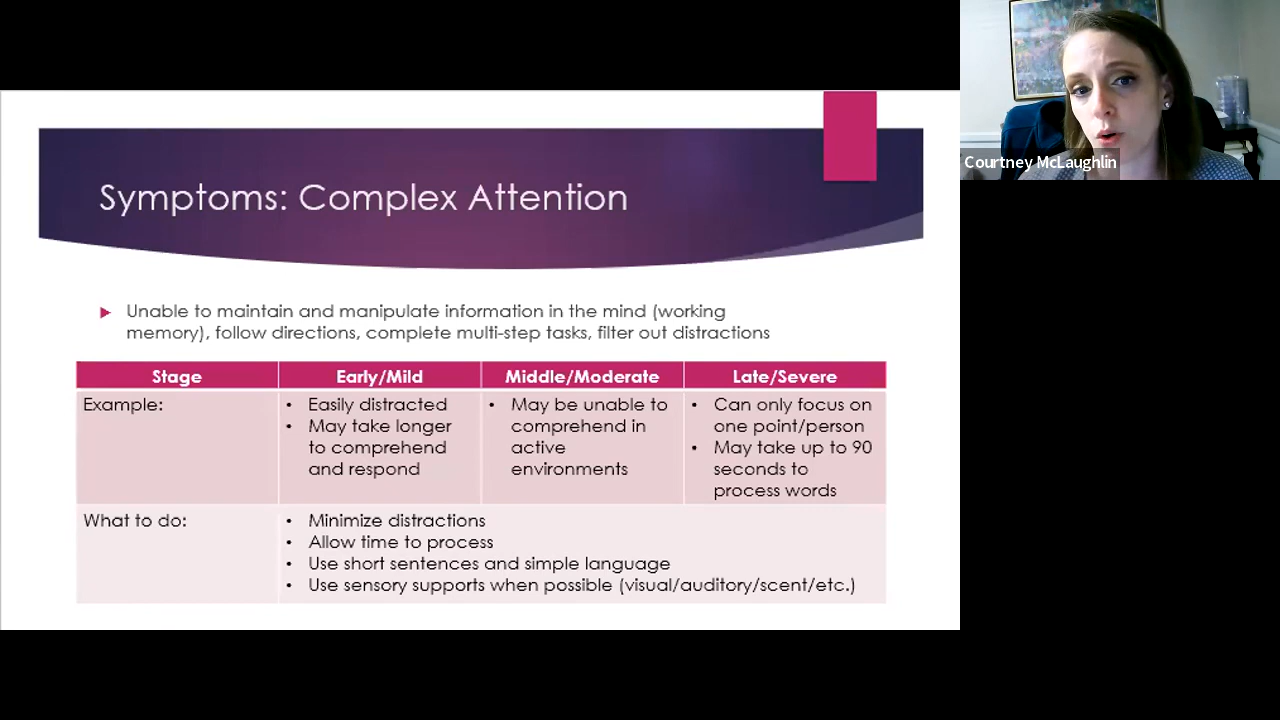 Courtney McLaughlin
Symptoms: Complex Attention
Unable to maintain and manipulate information in the mind (working
memory), follow directions, complete multi-step tasks, filter out distractions
Stage
Early/Mild
Middle/Moderate
Late/Severe
Example:
• Easily distracted
• May take longer
to comprehend
and respond
• May be unable to
comprehend in
active
environments
• Can only focus on
one point/person
• May take up to 90
seconds to
process words
What to do:
• Minimize distractions
• Allow time to process
• Use short sentences and simple language
• Use sensory supports when possible (visual/auditory/scent/etc.)